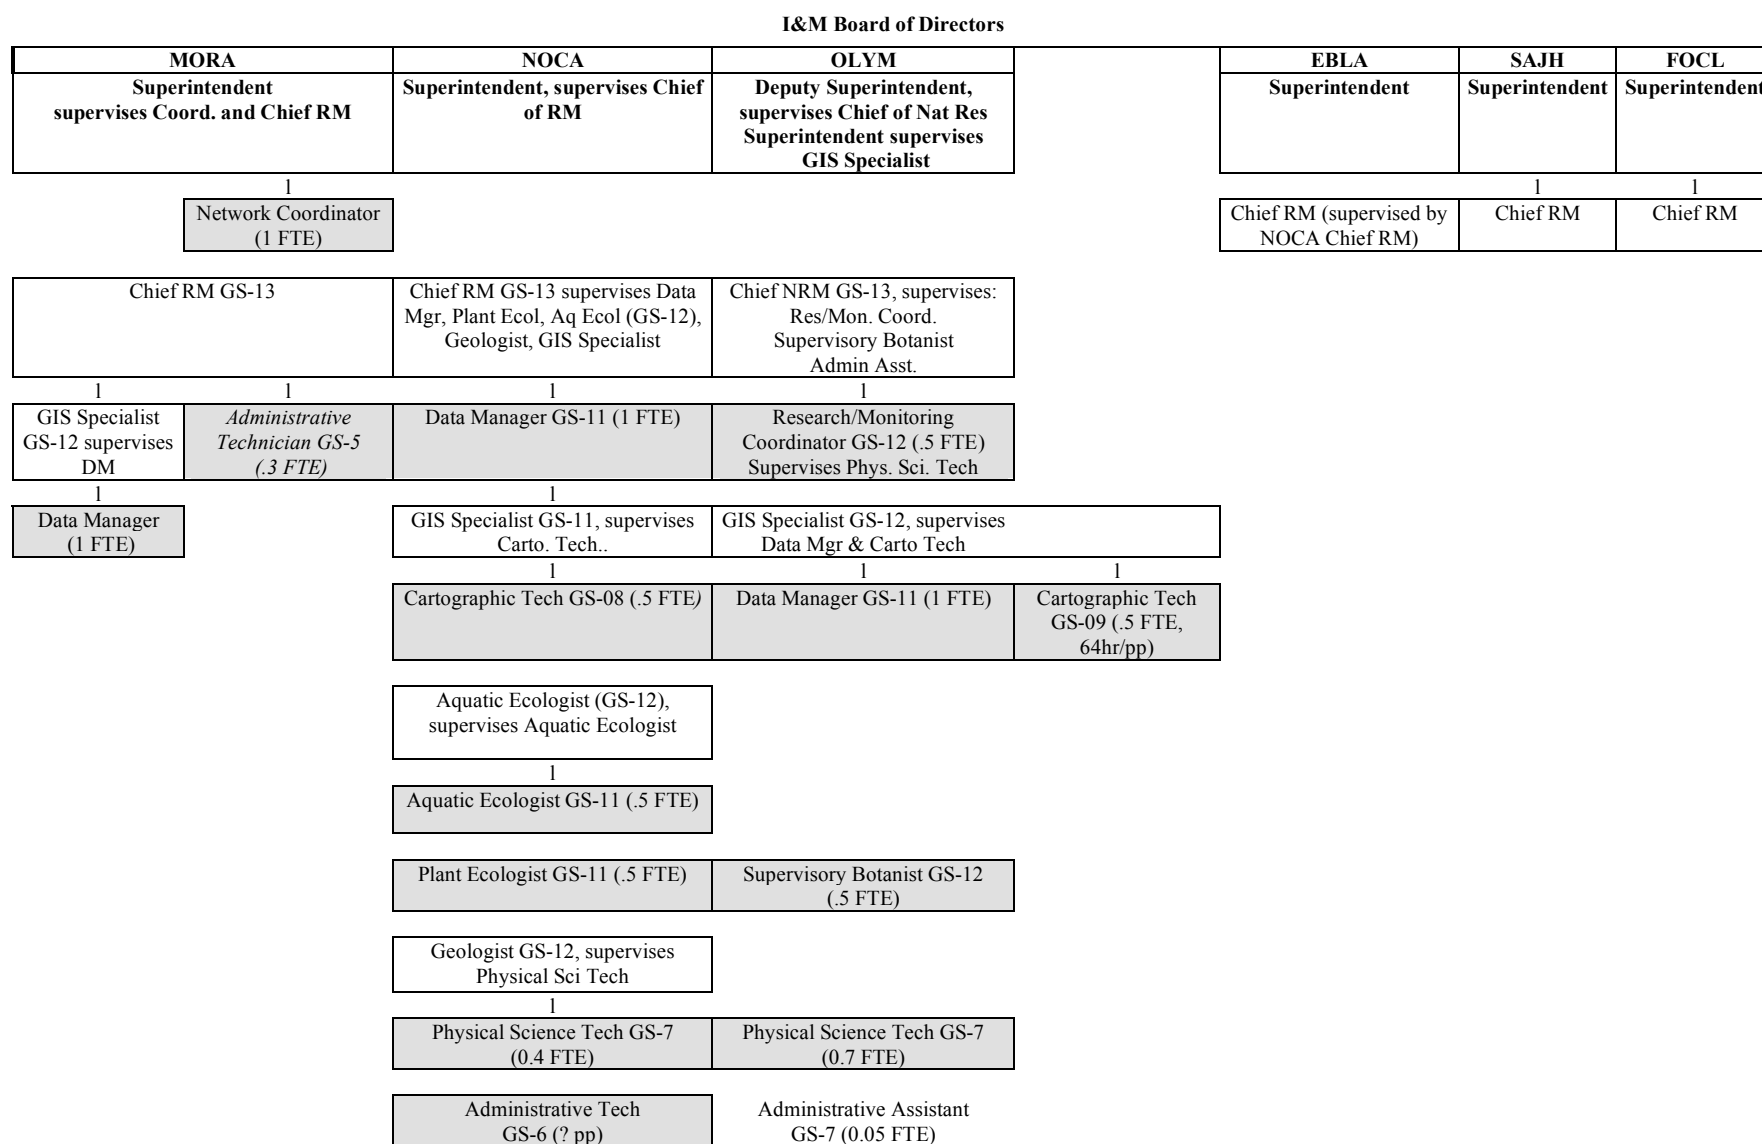 I&M Board of Directors
MORA NOCA OLYM EBLA SAJH FOCL
Superintendent
supervises Coord. and Chief RM
Superintendent, supervises Chief
of RM
Deputy Superintendent,
supervises Chief of Nat Res
Superintendent supervises
GIS Specialist
Superintendent
Superintendent
Superintendent
l l l
Network Coordinator
(1 FTE)
Chief RM (supervised by
NOCA Chief RM)
Chief RM
Chief RM
Chief RM GS-13
Chief RM GS-13 supervises Data
Mgr, Plant Ecol, Aq Ecol (GS-12),
Geologist, GIS Specialist
Chief NRM GS-13, supervises:
Res/Mon. Coord.
Supervisory Botanist
Admin Asst.
l l l l
GIS Specialist
GS-12 supervises
DM
Administrative
Technician GS-5
(.3 FTE)
Data Manager GS-11 (1 FTE)
Research/Monitoring
Coordinator GS-12 (.5 FTE)
Supervises Phys. Sci. Tech
l l
Data Manager
(1 FTE)
GIS Specialist GS-11, supervises
Carto. Tech..
GIS Specialist GS-12, supervises
Data Mgr & Carto Tech
l l l
Cartographic Tech GS-08 (.5 FTE)
Data Manager GS-11 (1 FTE)
Cartographic Tech
GS-09 (.5 FTE,
64hr/pp)
Aquatic Ecologist (GS-12),
supervises Aquatic Ecologist
l
Aquatic Ecologist GS-11 (.5 FTE)
Plant Ecologist GS-11 (.5 FTE)
Supervisory Botanist GS-12
(.5 FTE)
Geologist GS-12, supervises
Physical Sci Tech
l
Physical Science Tech GS-7
(0.4 FTE)
Physical Science Tech GS-7
(0.7 FTE)
Administrative Tech
GS-6 (? pp)
Administrative Assistant
GS-7 (0.05 FTE)